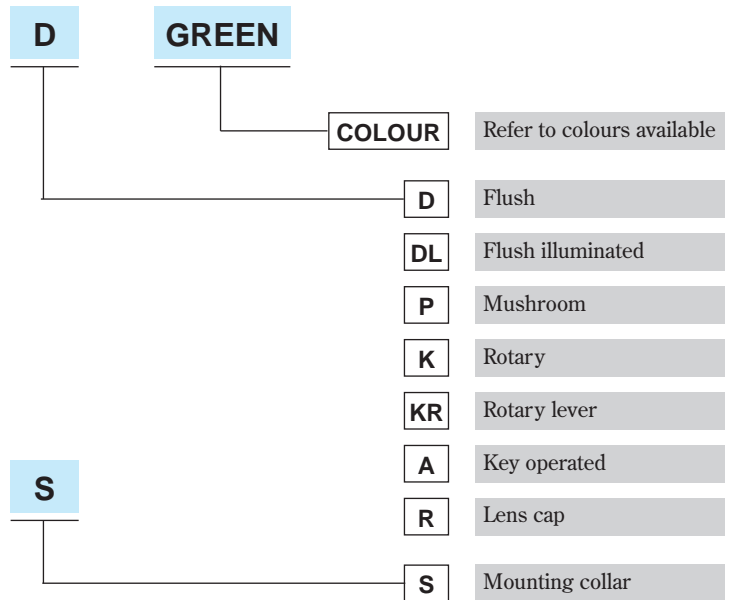 D GREEN
COLOUR Refer to colours available
D Flush
DL Flush illuminated
P Mushroom
K Rotary
KR Rotary lever
A Key operated
S
R Lens cap
S Mounting collar